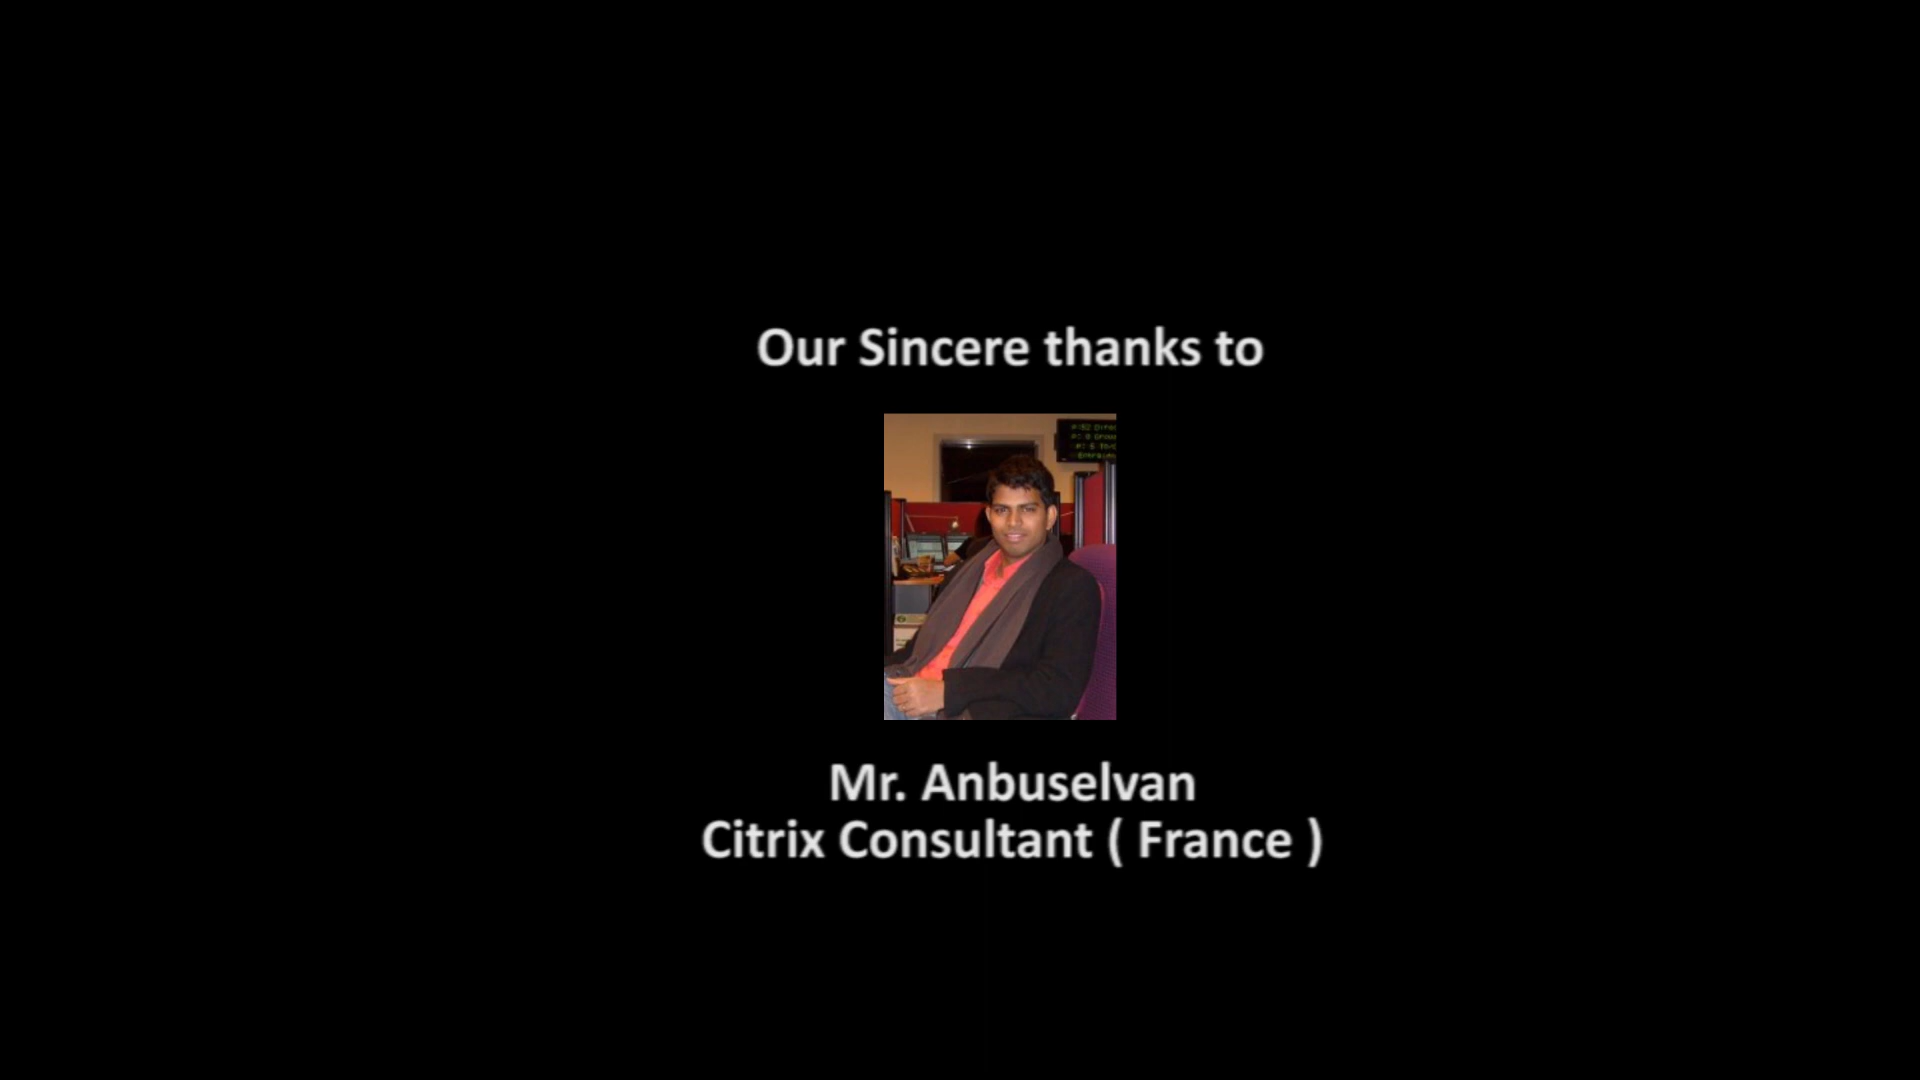 Our Sincere thanks to
Mr. Anbuselvan
Citrix Consultant ( France )